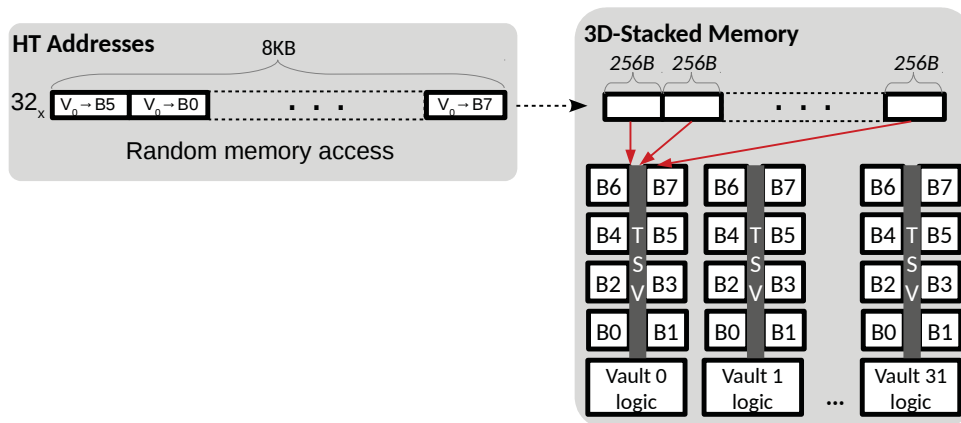 HT Addresses
8KB
32x
V0→B5 V0→B0 . . . V0→B7
Random memory access
3D-Stacked Memory
256B 256B 256B
. . .
B6 B7 B6 B7 B6 B7
B4 B5 B4 B5 B4 B5
B2 B3 B2 B3 B2 B3
B0 B1 B0 B1 B0 B1
TSV TSV TSV
Vault 0 Vault 1 Vault 31
logic logic ... logic